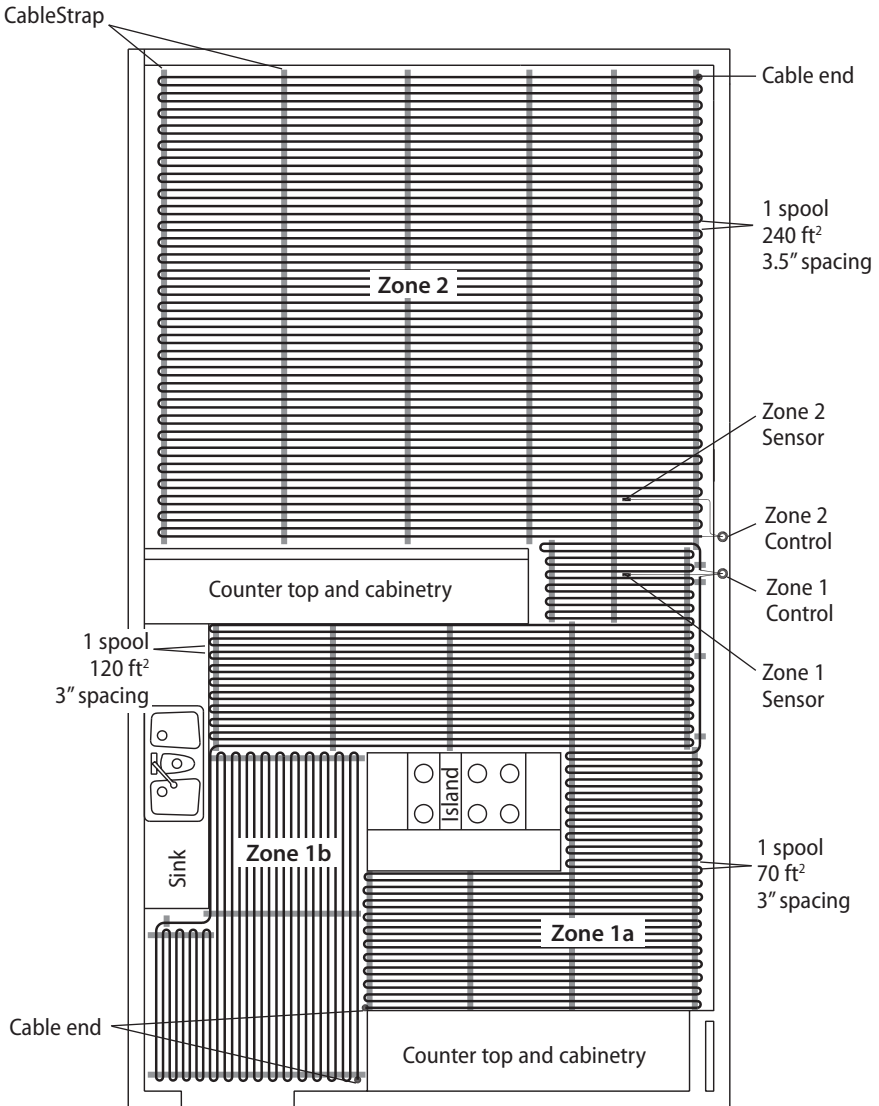 CableStrap
Cable end
1 spool
240 ft²
3.5″ spacing
Zone 2
Zone 2
Sensor
Zone 2
Control
Counter top and cabinetry
Zone 1
Control
1 spool
120 ft²
3″ spacing
Zone 1
Sensor
Island
Zone 1b
Sink
1 spool
70 ft²
3″ spacing
Zone 1a
Cable end
Counter top and cabinetry